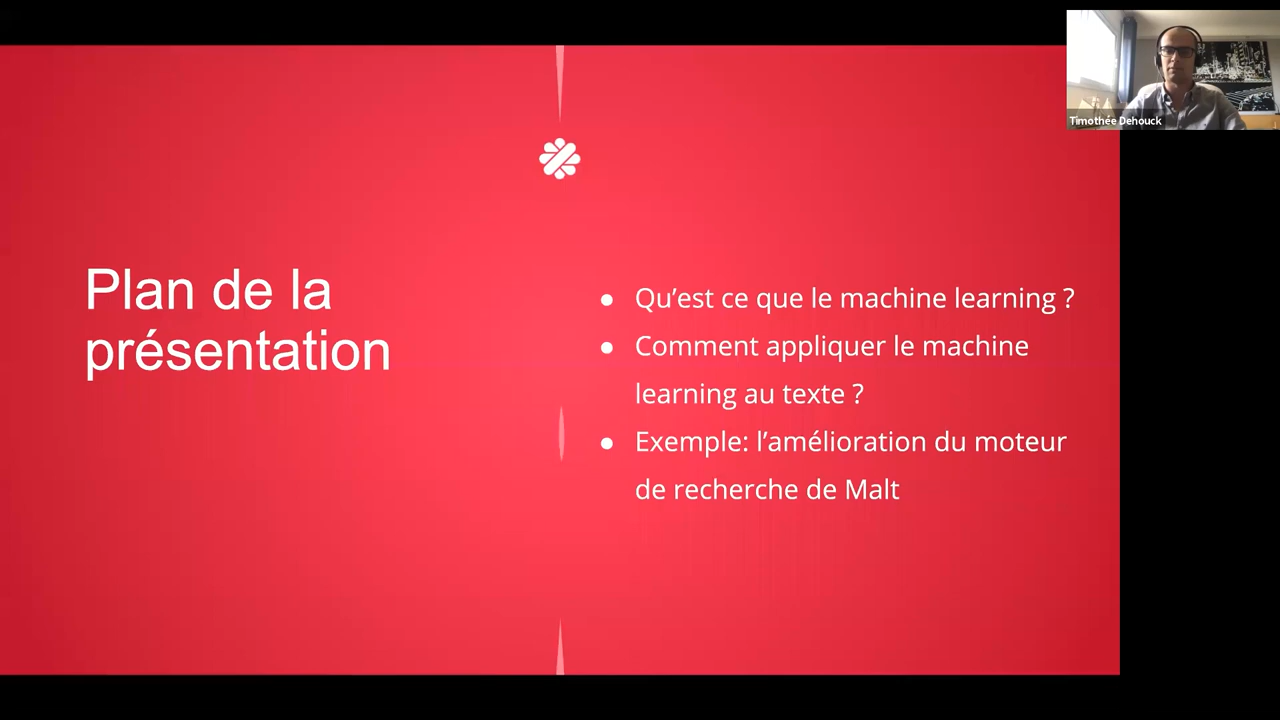 Timothée Dehouck
Plan de la
présentation
● Qu’est ce que le machine learning ?
● Comment appliquer le machine
learning au texte ?
● Exemple: l’amélioration du moteur
de recherche de Malt